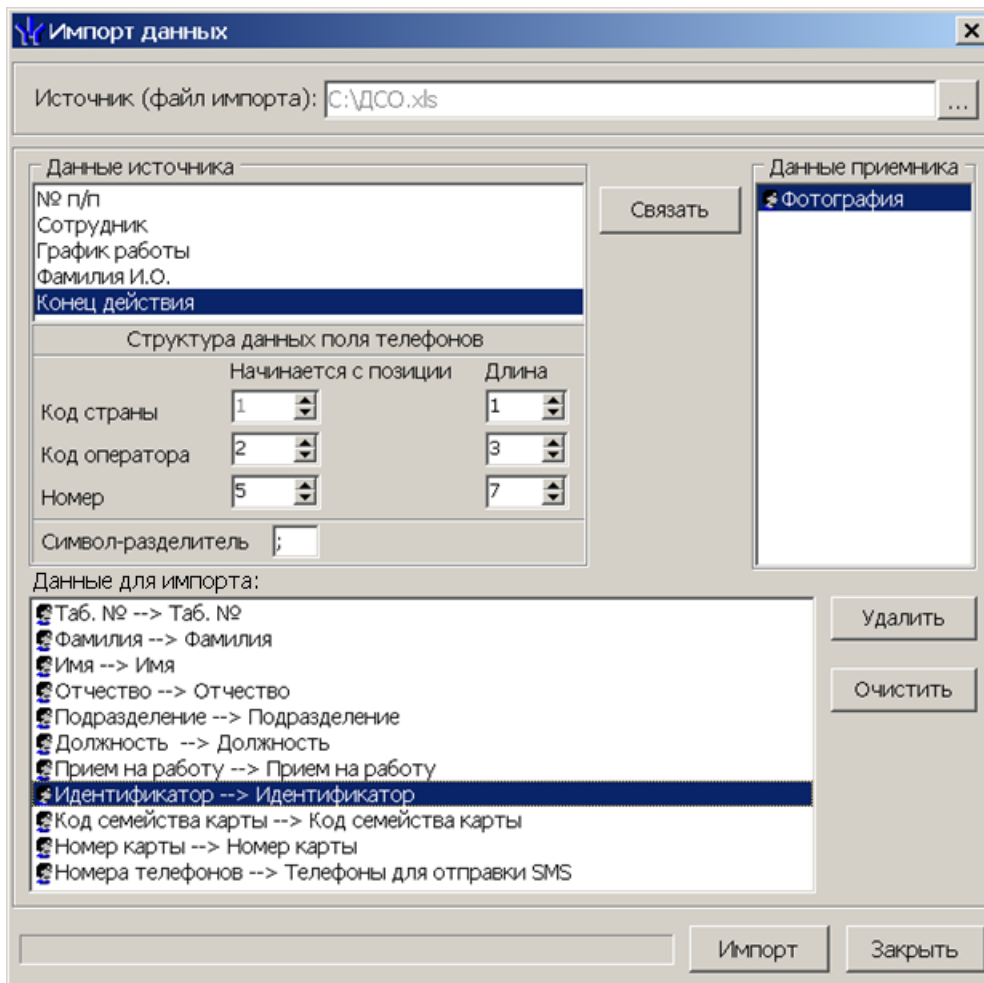 Импорт данных
Источник (файл импорта): C:\ДСО.xls ...
Данные источника
№ п/п
Сотрудник
График работы
Фамилия И.О.
Конец действия
Связать
Данные приемника
Фотография
Структура данных поля телефонов
Начинается с позиции Длина
Код страны 1 1
Код оператора 2 3
Номер 5 7
Символ-разделитель ;
Данные для импорта:
Таб. № --> Таб. №
Фамилия --> Фамилия
Имя --> Имя
Отчество --> Отчество
Подразделение --> Подразделение
Должность --> Должность
Прием на работу --> Прием на работу
Идентификатор --> Идентификатор
Код семейства карты --> Код семейства карты
Номер карты --> Номер карты
Номера телефонов --> Телефоны для отправки SMS
Удалить
Очистить
Импорт Закрыть